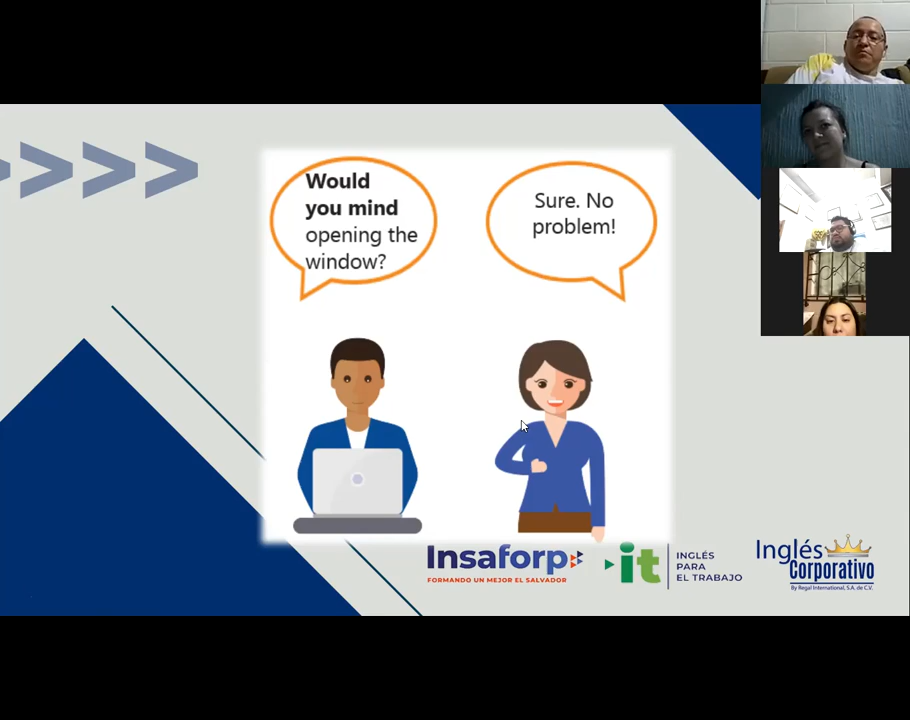 Would
you mind
opening the
window?
Sure. No
problem!
Insaforp
FORMANDO UN MEJOR EL SALVADOR
it
INGLÉS
PARA
EL TRABAJO
Inglés
Corporativo
By Regal International, S.A. de C.V.